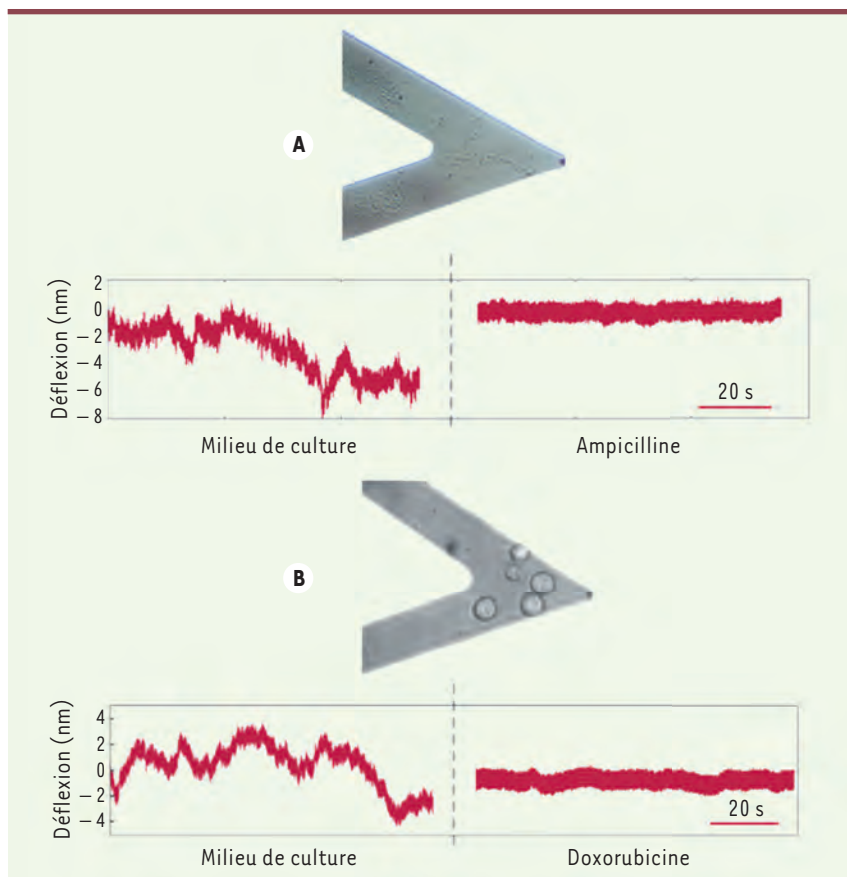 A
Déflexion (nm)
2
0
– 2
– 4
– 6
– 8
20 s
Milieu de culture
Ampicilline
B
Déflexion (nm)
4
2
0
– 2
– 4
20 s
Milieu de culture
Doxorubicine